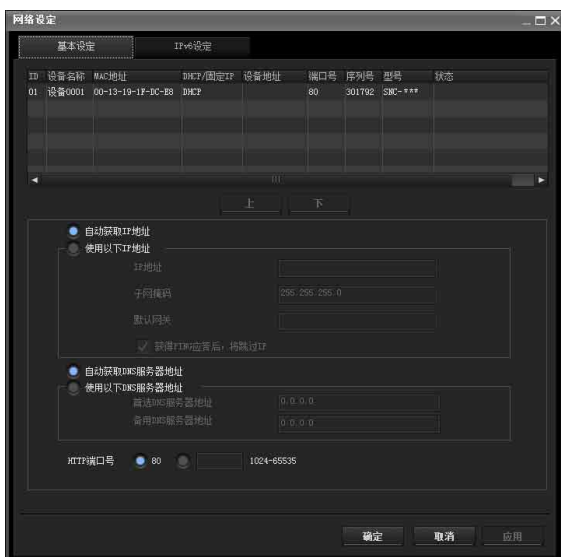 网络设定
基本设定 IPv6设定
ID 设备名称 MAC地址 DHCP/固定IP 设备地址 端口号 序列号 型号 状态
01 设备0001 00-13-19-1F-DC-E8 DHCP 80 301792 SNC-***
上 下
自动获取IP地址
使用以下IP地址
IP地址
子网掩码 255.255.255.0
默认网关
获得PING应答后，将跳过IP
自动获取DNS服务器地址
使用以下DNS服务器地址
首选DNS服务器地址 0.0.0.0
备用DNS服务器地址 0.0.0.0
HTTP端口号 80 1024-65535
确定 取消 应用